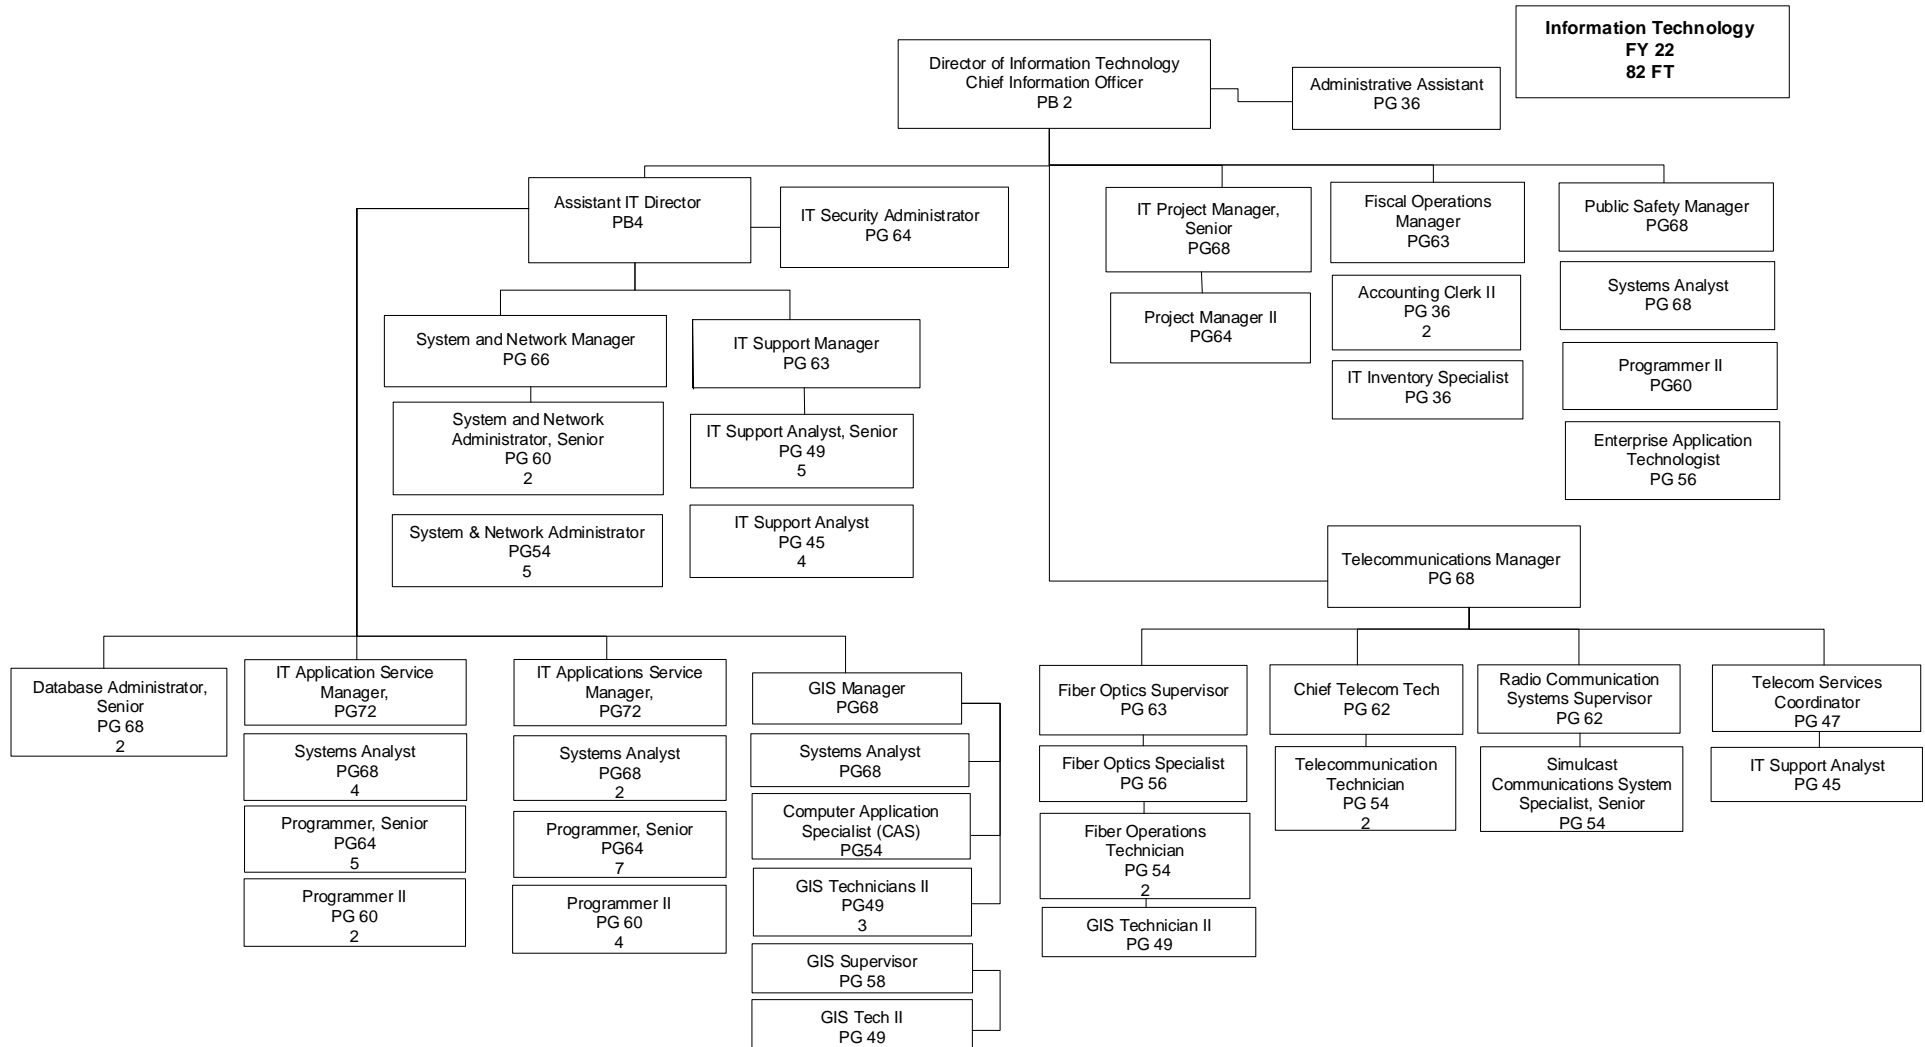 Information Technology
FY 22
82 FT
Director of Information Technology
Chief Information Officer
PB 2
Administrative Assistant
PG 36
Assistant IT Director
PB4
IT Security Administrator
PG 64
IT Project Manager,
Senior
PG68
Fiscal Operations
Manager
PG63
Public Safety Manager
PG68
Project Manager II
PG64
Accounting Clerk II
PG 36
2
IT Inventory Specialist
PG 36
Systems Analyst
PG 68
Programmer II
PG60
Enterprise Application
Technologist
PG 56
System and Network Manager
PG 66
System and Network
Administrator, Senior
PG 60
2
System & Network Administrator
PG54
5
IT Support Manager
PG 63
IT Support Analyst, Senior
PG 49
5
IT Support Analyst
PG 45
4
Telecommunications Manager
PG 68
Database Administrator,
Senior
PG 68
2
IT Application Service
Manager,
PG72
Systems Analyst
PG68
4
Programmer, Senior
PG64
5
Programmer II
PG 60
2
IT Applications Service
Manager,
PG72
Systems Analyst
PG68
2
Programmer, Senior
PG64
7
Programmer II
PG 60
4
GIS Manager
PG68
Systems Analyst
PG68
Computer Application
Specialist (CAS)
PG54
GIS Technicians II
PG49
3
GIS Supervisor
PG 58
GIS Tech II
PG 49
Fiber Optics Supervisor
PG 63
Fiber Optics Specialist
PG 56
Fiber Operations
Technician
PG 54
2
GIS Technician II
PG 49
Chief Telecom Tech
PG 62
Telecommunication
Technician
PG 54
2
Radio Communication
Systems Supervisor
PG 62
Simulcast
Communications System
Specialist, Senior
PG 54
Telecom Services
Coordinator
PG 47
IT Support Analyst
PG 45